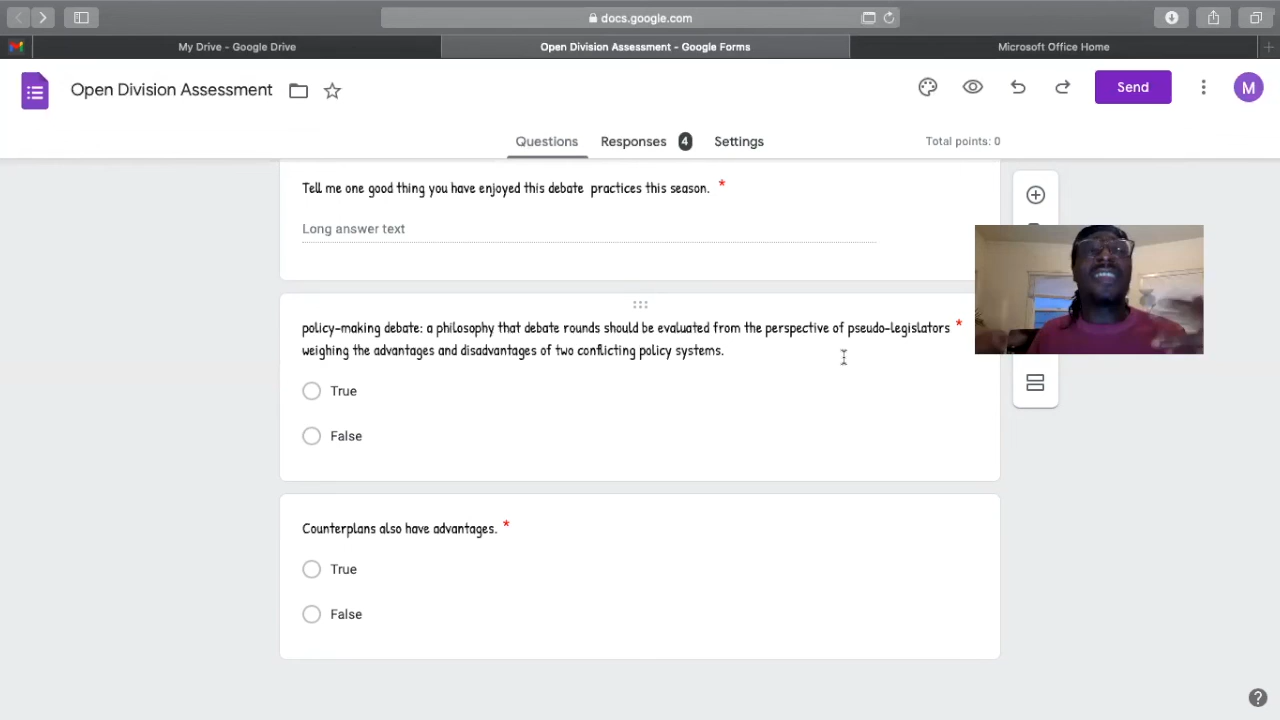 docs.google.com
My Drive - Google Drive
Open Division Assessment - Google Forms
Microsoft Office Home
Open Division Assessment
Send
M
Questions
Responses 4
Settings
Total points: 0
Tell me one good thing you have enjoyed this debate practices this season. *
Long answer text
policy-making debate: a philosophy that debate rounds should be evaluated from the perspective of pseudo-legislators *
weighing the advantages and disadvantages of two conflicting policy systems.
True
False
Counterplans also have advantages. *
True
False